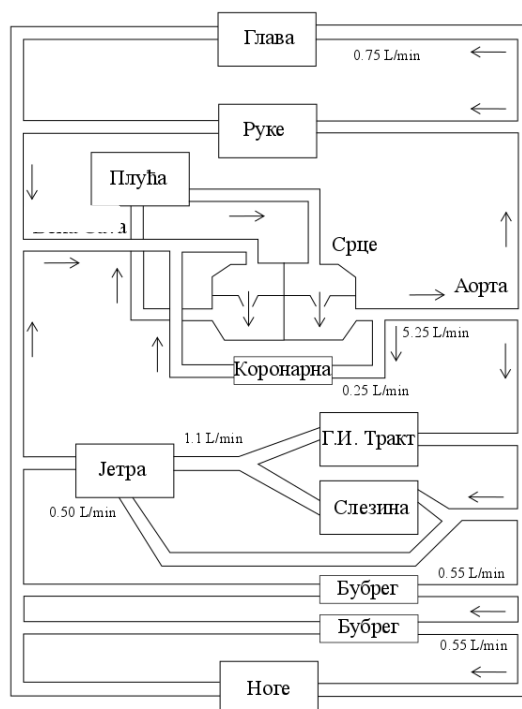 Глава
0.75 L/min
Руке
Плућа
Срце
Аорта
5.25 L/min
Коронарна
0.25 L/min
1.1 L/min
Г.И. Тракт
Јетра
0.50 L/min
Слезина
0.55 L/min
Бубрег
Бубрег
0.55 L/min
Ноге